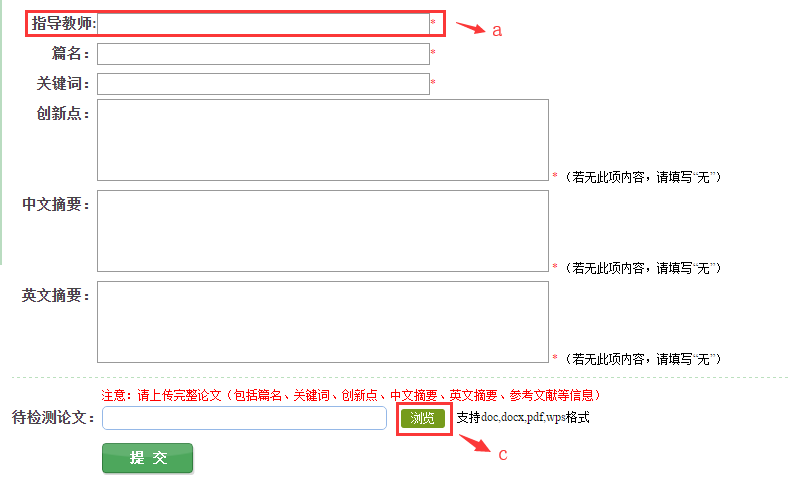 指导教师:*
a
篇名：*
关键词：*
创新点：
*（若无此项内容，请填写“无”）
中文摘要：
*（若无此项内容，请填写“无”）
英文摘要：
*（若无此项内容，请填写“无”）
注意：请上传完整论文（包括篇名、关键词、创新点、中文摘要、英文摘要、参考文献等信息）
待检测论文：浏览 支持doc,docx,pdf,wps格式
c
提 交